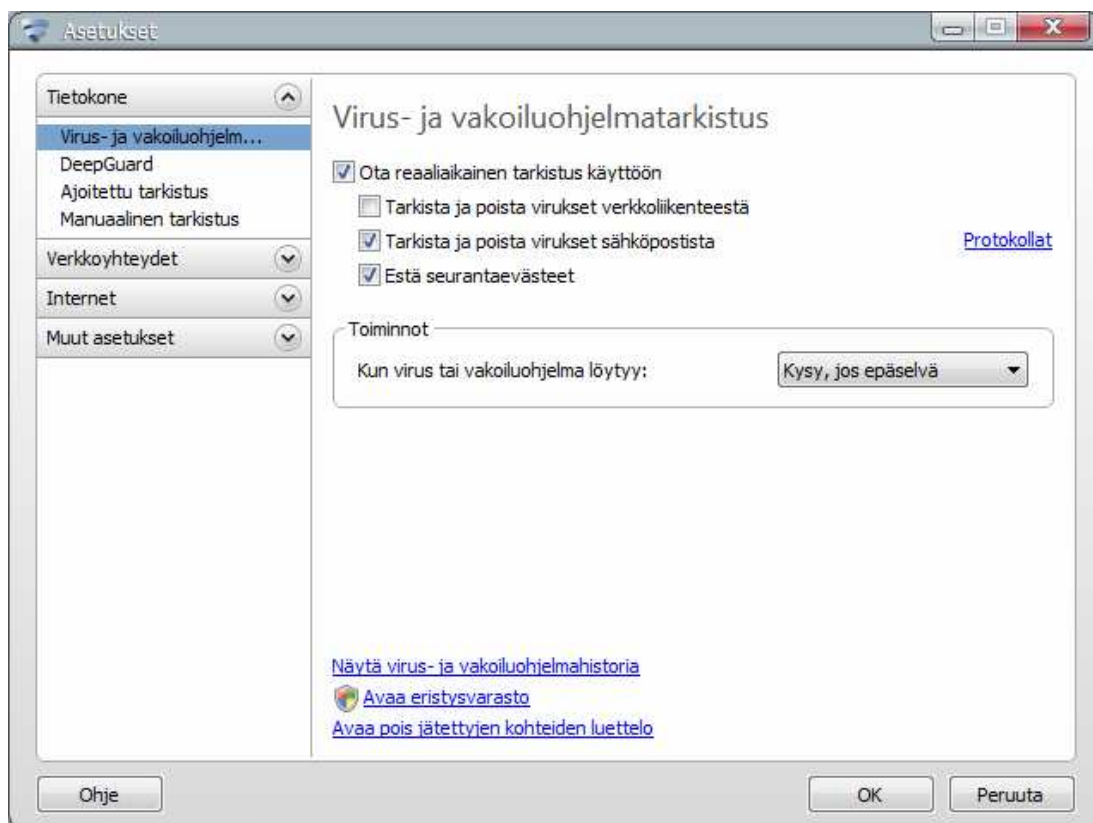 Asetukset
Tietokone
Virus- ja vakoiluohjelm...
DeepGuard
Ajoitettu tarkistus
Manuaalinen tarkistus
Verkkoyhteydet
Internet
Muut asetukset
Virus- ja vakoiluohjelmatarkistus
Ota reaaliaikainen tarkistus käyttöön
Tarkista ja poista virukset verkkoliikenteestä
Tarkista ja poista virukset sähköpostista Protokollat
Estä seurantaevästeet
Toiminnot
Kun virus tai vakoiluohjelma löytyy: Kysy, jos epäselvä
Näytä virus- ja vakoiluohjelmahistoria
Avaa eristysvarasto
Avaa pois jätettyjen kohteiden luettelo
Ohje OK Peruuta